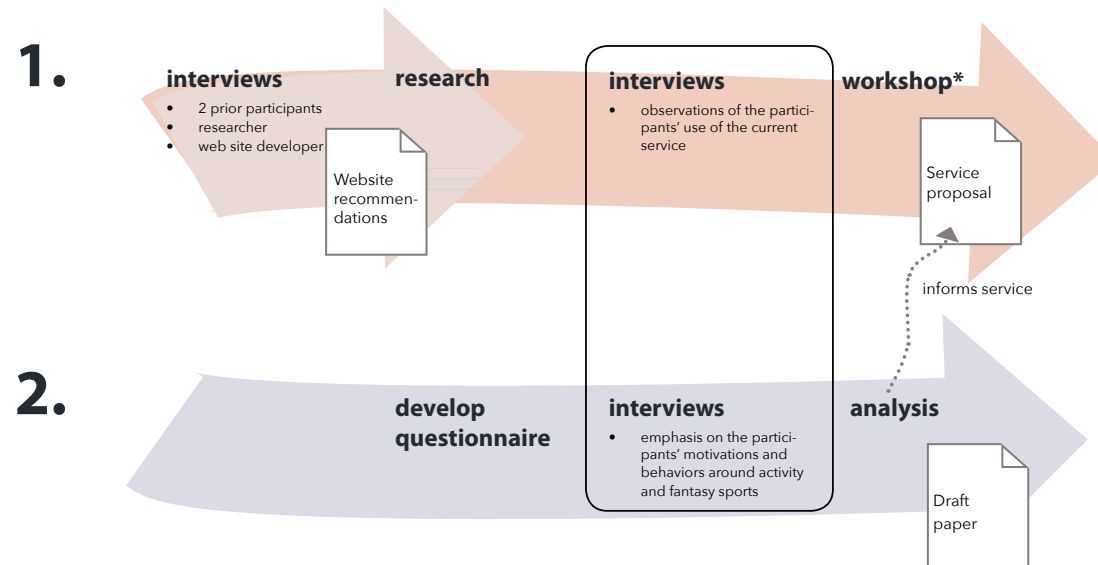 1.
interviews
• 2 prior participants
• researcher
• web site developer
Website
recommen-
dations
research
interviews
• observations of the partici-
pants' use of the current
service
workshop*
Service
proposal
informs service
2.
develop
questionnaire
interviews
• emphasis on the partici-
pants' motivations and
behaviors around activity
and fantasy sports
analysis
Draft
paper